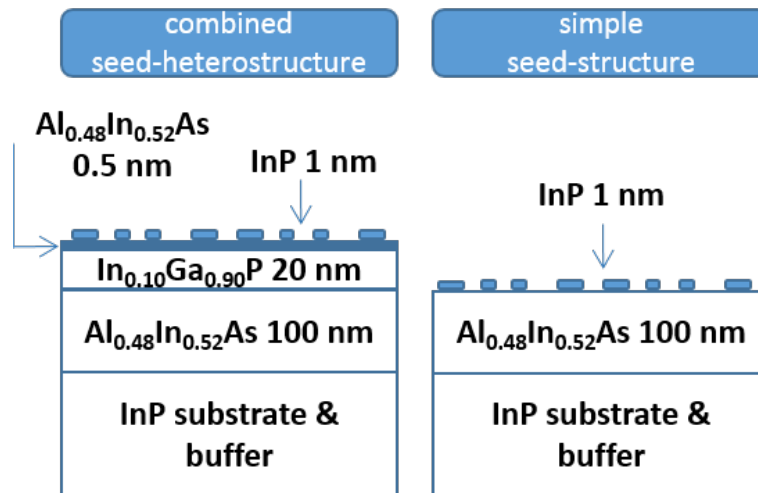 combined
seed-heterostructure
simple
seed-structure
Al₀.₄₈In₀.₅₂As
0.5 nm
InP 1 nm
InP 1 nm
In₀.₁₀Ga₀.₉₀P 20 nm
Al₀.₄₈In₀.₅₂As 100 nm
Al₀.₄₈In₀.₅₂As 100 nm
InP substrate &
buffer
InP substrate &
buffer